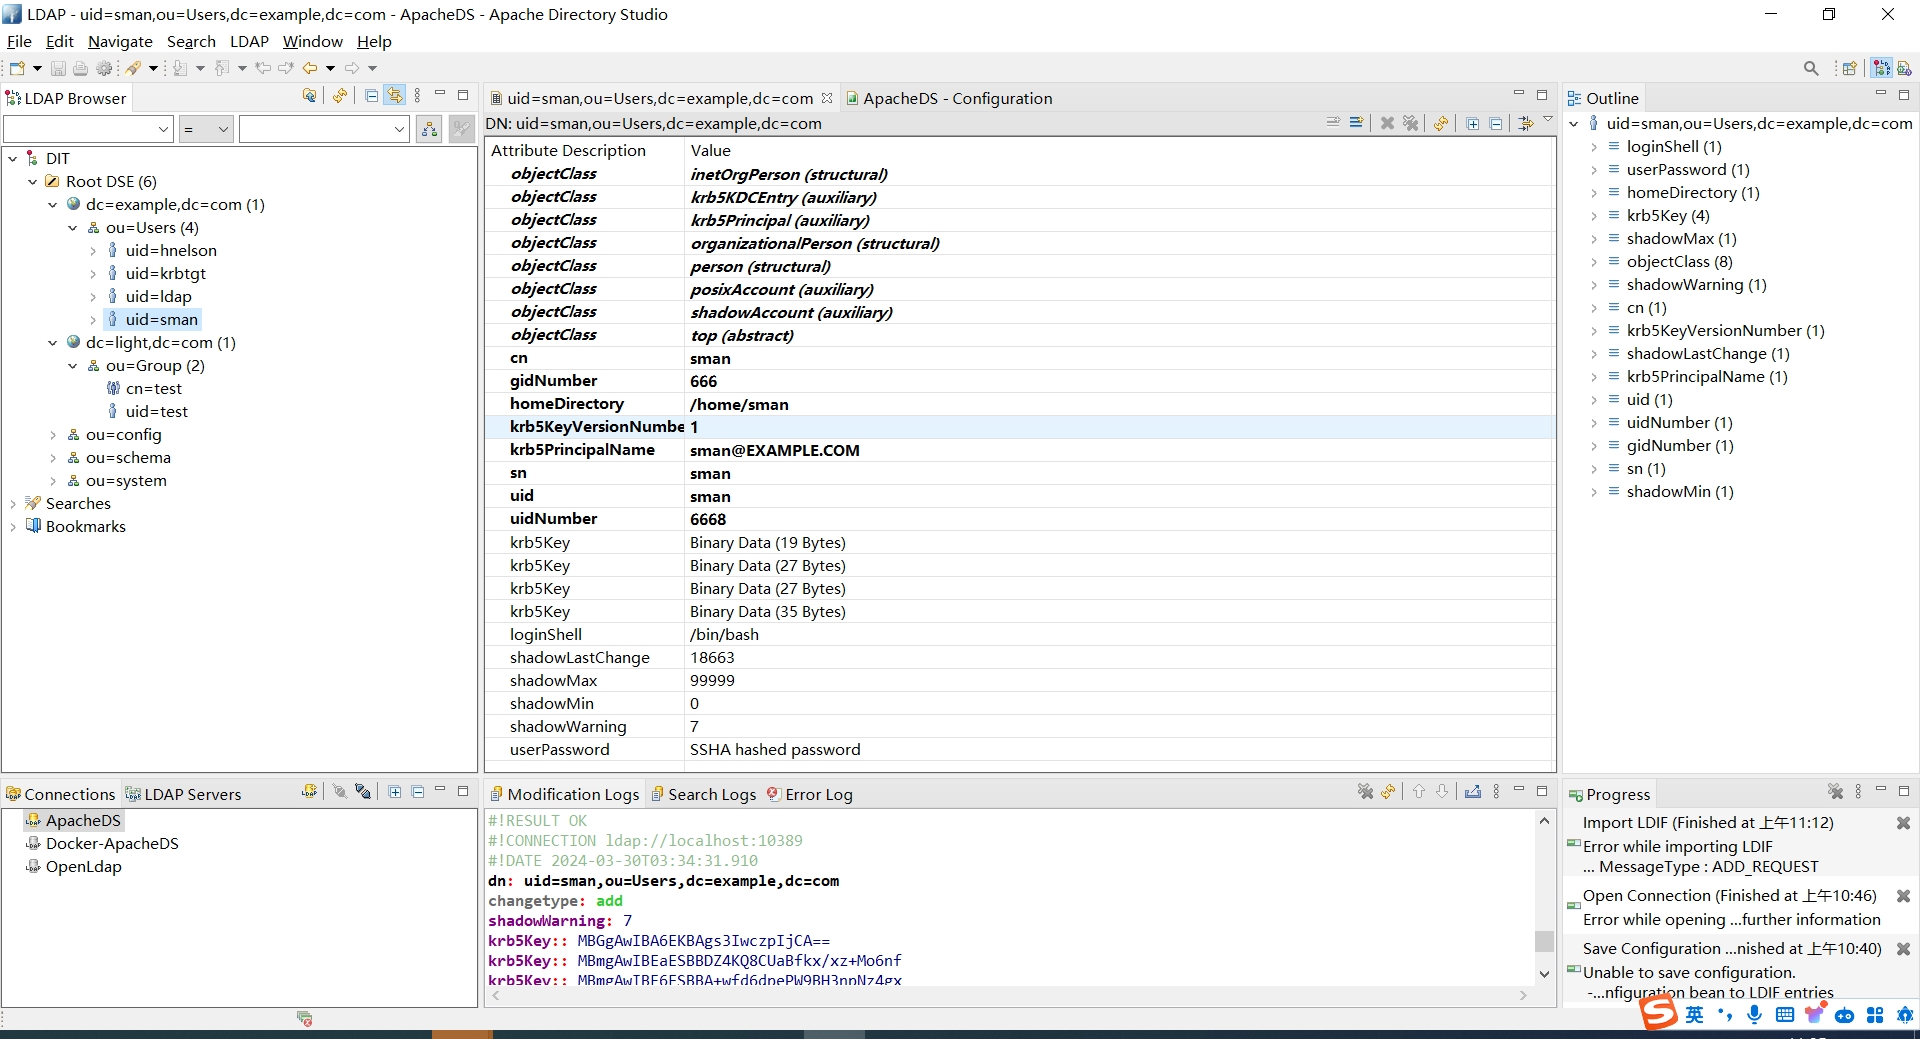 LDAP - uid=sman,ou=Users,dc=example,dc=com - ApacheDS - Apache Directory Studio
File Edit Navigate Search LDAP Window Help
LDAP Browser
=
DIT
Root DSE (6)
dc=example,dc=com (1)
ou=Users (4)
uid=hnelson
uid=krbtgt
uid=ldap
uid=sman
dc=light,dc=com (1)
ou=Group (2)
cn=test
uid=test
ou=config
ou=schema
ou=system
Searches
Bookmarks
uid=sman,ou=Users,dc=example,dc=com ApacheDS - Configuration
DN: uid=sman,ou=Users,dc=example,dc=com
Attribute Description Value
objectClass inetOrgPerson (structural)
objectClass krb5KDCEntry (auxiliary)
objectClass krb5Principal (auxiliary)
objectClass organizationalPerson (structural)
objectClass person (structural)
objectClass posixAccount (auxiliary)
objectClass shadowAccount (auxiliary)
objectClass top (abstract)
cn sman
gidNumber 666
homeDirectory /home/sman
krb5KeyVersionNumbe 1
krb5PrincipalName sman@EXAMPLE.COM
sn sman
uid sman
uidNumber 6668
krb5Key Binary Data (19 Bytes)
krb5Key Binary Data (27 Bytes)
krb5Key Binary Data (27 Bytes)
krb5Key Binary Data (35 Bytes)
loginShell /bin/bash
shadowLastChange 18663
shadowMax 99999
shadowMin 0
shadowWarning 7
userPassword SSHA hashed password
Outline
uid=sman,ou=Users,dc=example,dc=com
loginShell (1)
userPassword (1)
homeDirectory (1)
krb5Key (4)
shadowMax (1)
objectClass (8)
shadowWarning (1)
cn (1)
krb5KeyVersionNumber (1)
shadowLastChange (1)
krb5PrincipalName (1)
uid (1)
uidNumber (1)
gidNumber (1)
sn (1)
shadowMin (1)
Connections LDAP Servers
ApacheDS
Docker-ApacheDS
OpenLdap
Modification Logs Search Logs Error Log
#!RESULT OK
#!CONNECTION ldap://localhost:10389
#!DATE 2024-03-30T03:34:31.910
dn: uid=sman,ou=Users,dc=example,dc=com
changetype: add
shadowWarning: 7
krb5Key:: MBGgAwIBA6EKBAgs3IwczpIjCA==
krb5Key:: MBmgAwIBEaESBBDZ4KQ8CUaBfkx/xz+Mo6nf
krb5Key::
Progress
Import LDIF (Finished at 上午11:12)
Error while importing LDIF
... MessageType : ADD_REQUEST
Open Connection (Finished at 上午10:46)
Error while opening ...further information
Save Configuration ...nished at 上午10:40)
Unable to save configuration.
-...nfiguration bean to LDIF entries
S 英